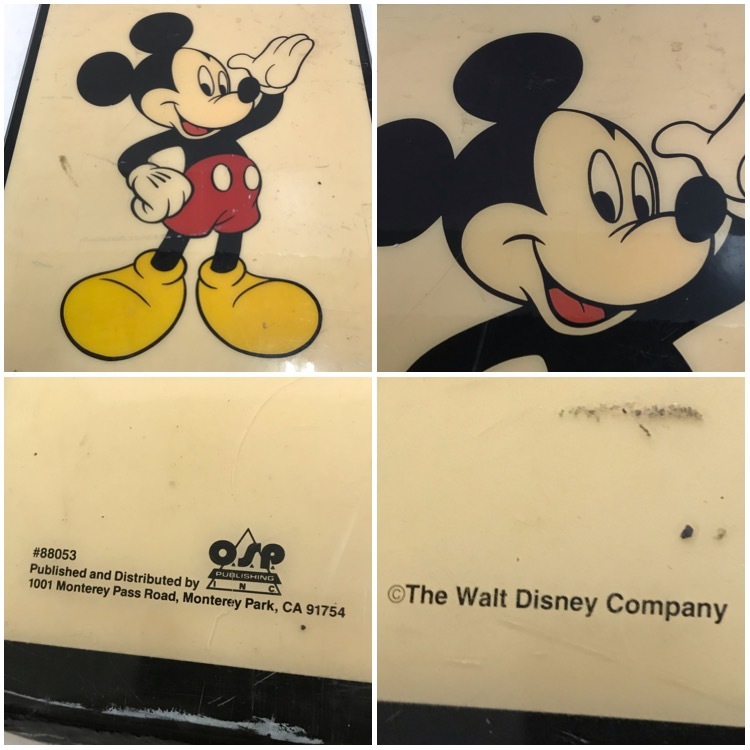 #88053
Published and Distributed by
O.S.P.
PUBLISHING
INC
1001 Monterey Pass Road, Monterey Park, CA 91754
©The Walt Disney Company